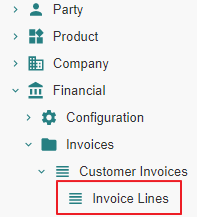 Party
Product
Company
Financial
Configuration
Invoices
Customer Invoices
Invoice Lines